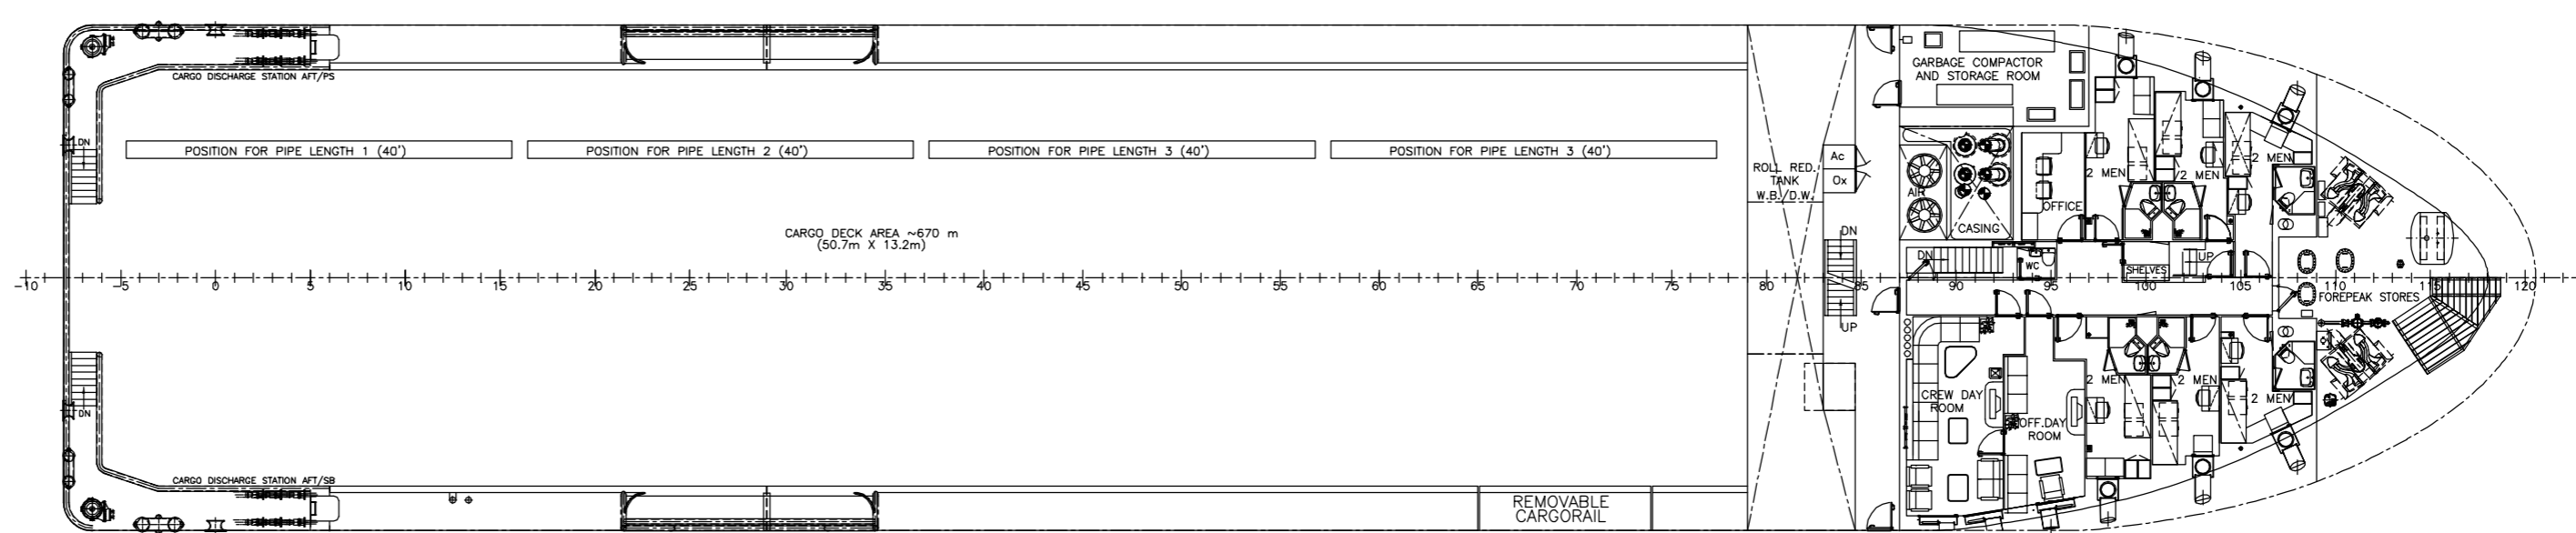 CARGO DISCHARGE STATION AFT/PS
DN
POSITION FOR PIPE LENGTH 1 (40')
POSITION FOR PIPE LENGTH 2 (40')
POSITION FOR PIPE LENGTH 3 (40')
POSITION FOR PIPE LENGTH 3 (40')
CARGO DECK AREA ~670 m
(50.7m X 13.2m)
ROLL RED.
TANK
W.B./D.W.
Ac
Ox
DN
UP
GARBAGE COMPACTOR
AND STORAGE ROOM
AIR
CASING
OFFICE
2 MEN
2 MEN
2 MEN
DN
WC
SHELVES
UP
-10 -5 0 5 10 15 20 25 30 35 40 45 50 55 60 65 70 75 80 85 90 95 100 105 110 115 120
FOREPEAK STORES
CREW DAY
ROOM
OFF.DAY
ROOM
2 MEN
2 MEN
2 MEN
DN
CARGO DISCHARGE STATION AFT/SB
REMOVABLE
CARGORAIL